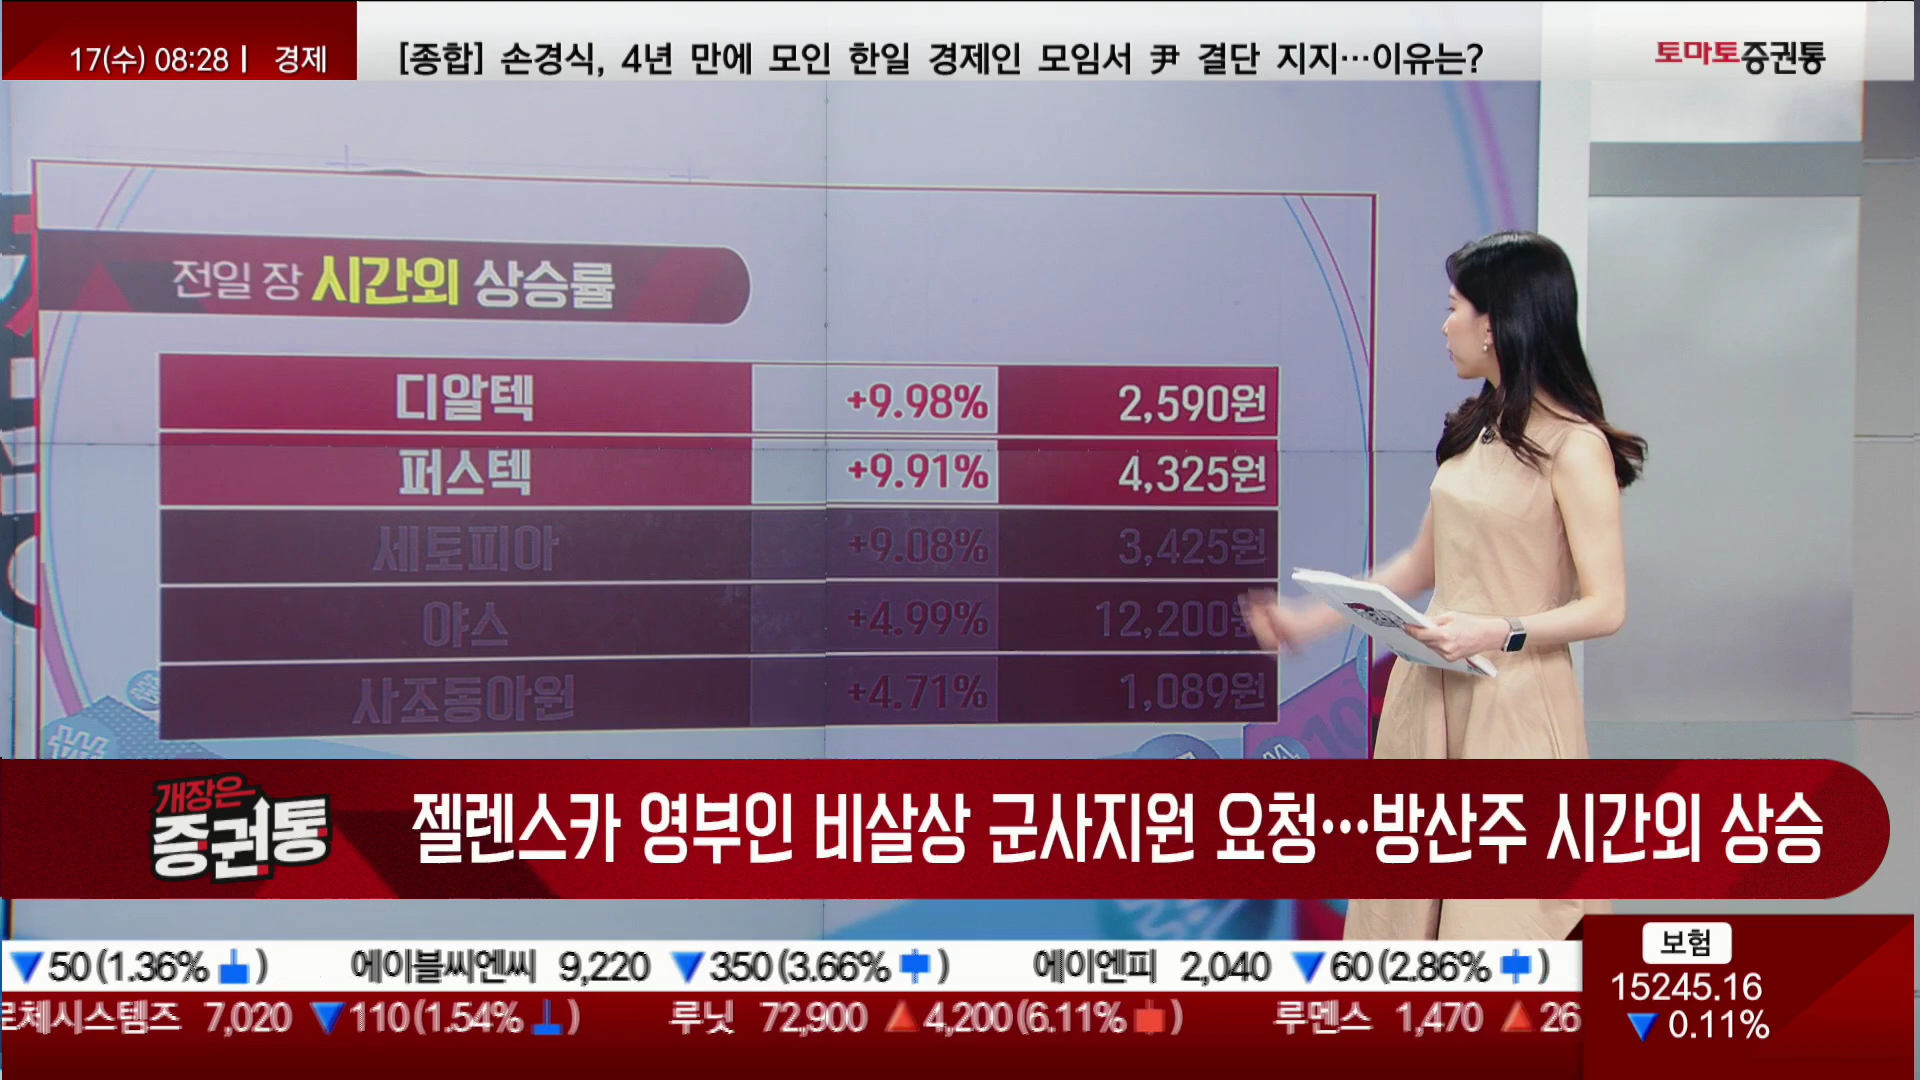 17(수) 08:28 | 경제
[종합] 손경식, 4년 만에 모인 한일 경제인 모임서 尹 결단 지지…이유는?
토마토증권통
전일 장 시간외 상승률
디알텍 +9.98% 2,590원
퍼스텍 +9.91% 4,325원
세토피아 +9.08% 3,425원
야스 +4.99% 12,200원
사조동아원 +4.71% 1,089원
개장은 증권통
젤렌스카 영부인 비살상 군사지원 요청…방산주 시간외 상승
▼50(1.36% ) 에이블씨엔씨 9,220 ▼350(3.66% ) 에이엔피 2,040 ▼60(2.86% )
로체시스템즈 7,020 ▼110(1.54% ) 루닛 72,900 ▲4,200(6.11% ) 루멘스 1,470 ▲26
보험
15245.16
▼ 0.11%